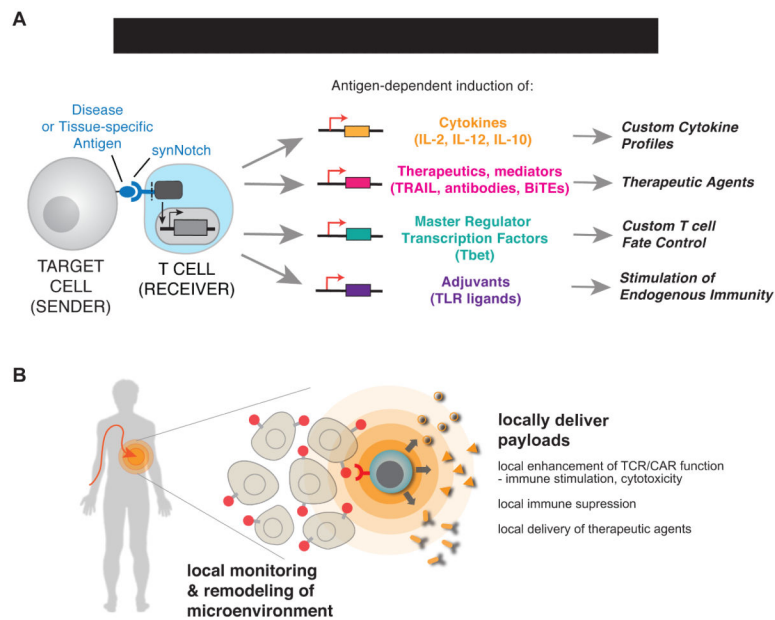 A
Antigen-dependent induction of:
Disease
or Tissue-specific
Antigen
synNotch
TARGET
CELL
(SENDER)
T CELL
(RECEIVER)
Cytokines
(IL-2, IL-12, IL-10)
Custom Cytokine
Profiles
Therapeutics, mediators
(TRAIL, antibodies, BiTEs)
Therapeutic Agents
Master Regulator
Transcription Factors
(Tbet)
Custom T cell
Fate Control
Adjuvants
(TLR ligands)
Stimulation of
Endogenous Immunity
B
locally deliver
payloads
local enhancement of TCR/CAR function
- immune stimulation, cytotoxicity
local immune supression
local delivery of therapeutic agents
local monitoring
& remodeling of
microenvironment